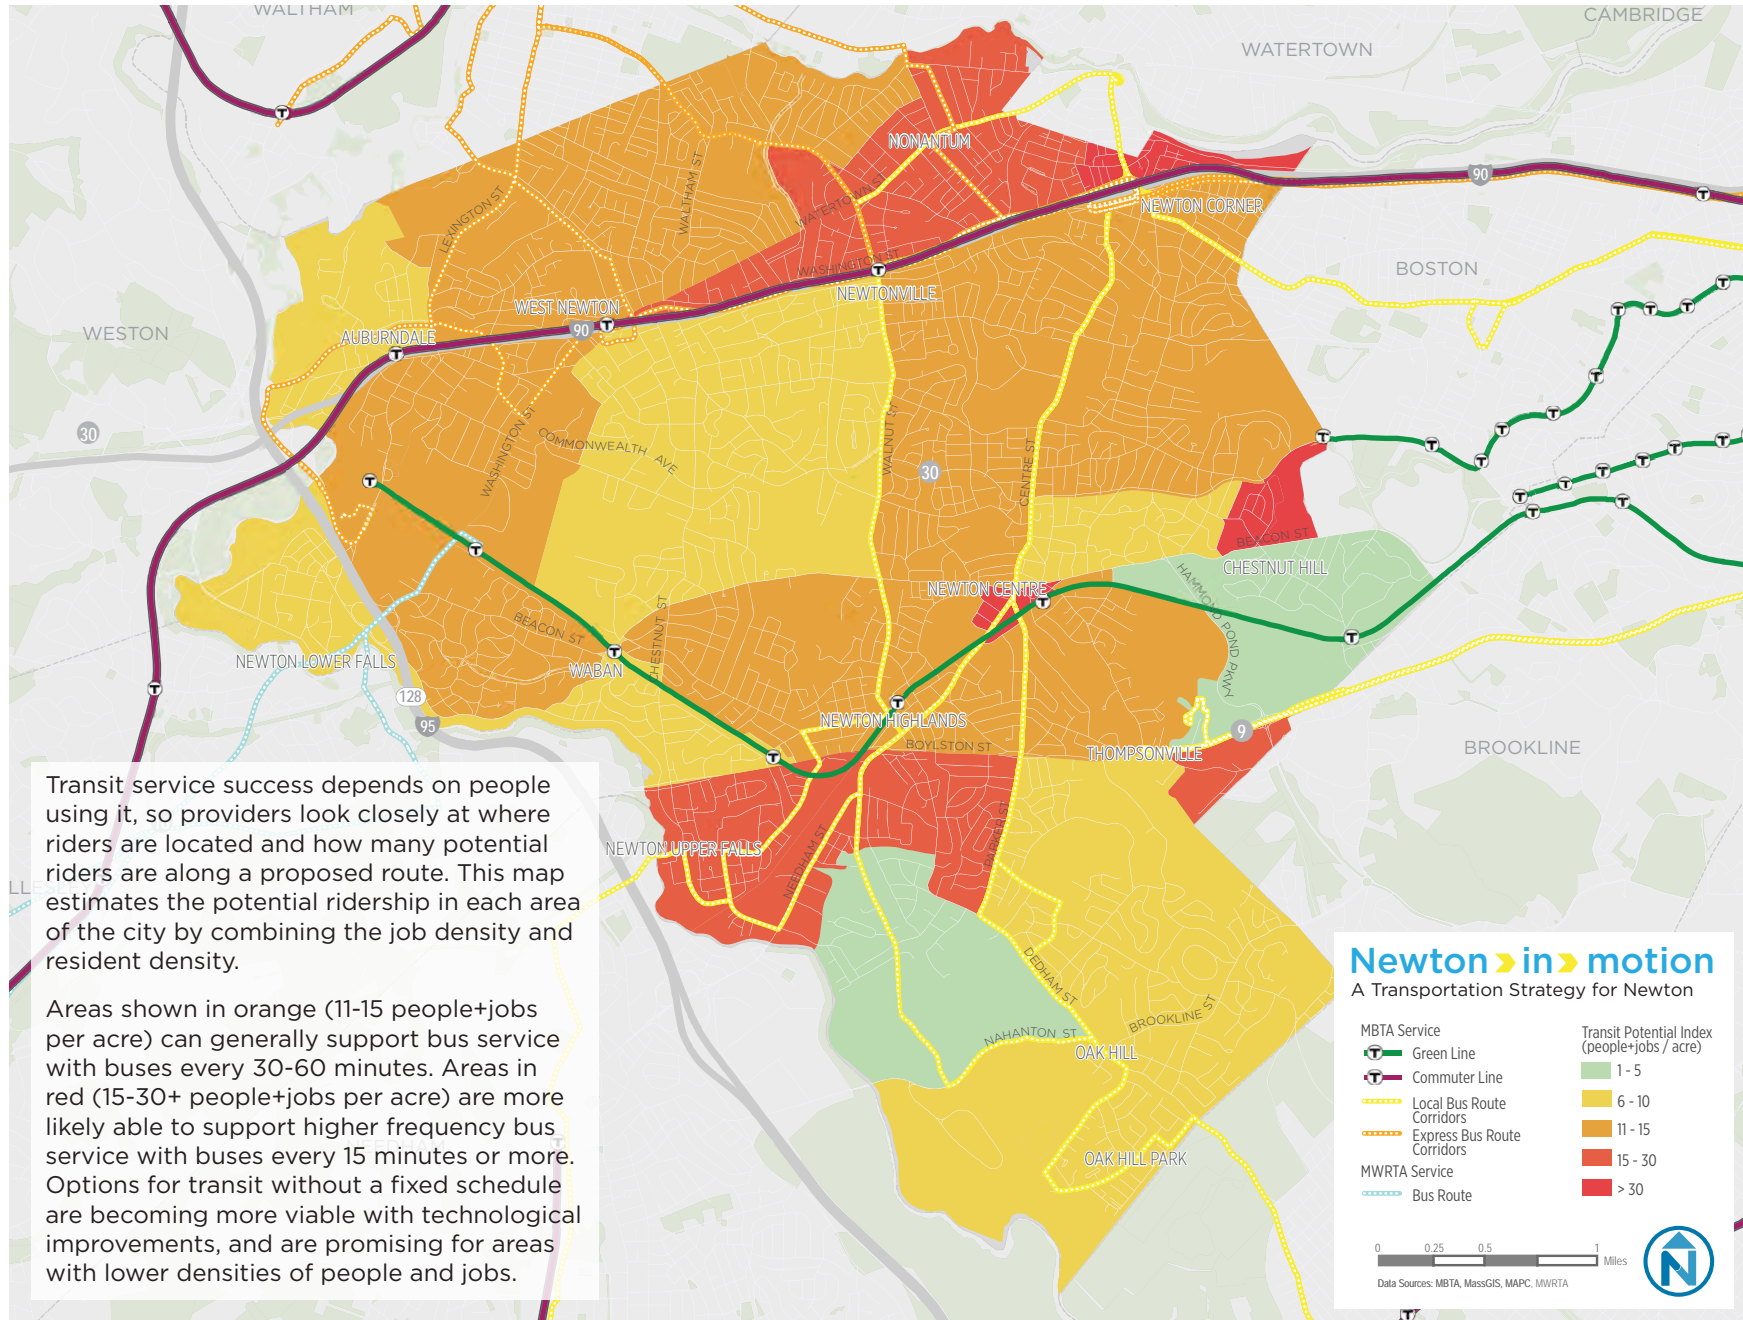 WALTHAM
CAMBRIDGE
WATERTOWN
NONANTUM
90
NEWTON CORNER
WALTHAM ST
LEXINGTON ST
WATERTOWN ST
WASHINGTON ST
BOSTON
NEWTONVILLE
WEST NEWTON
90
WESTON
AUBURNDALE
30
WASHINGTON ST
COMMONWEALTH AVE
WALNUT ST
30
CENTRE ST
BEACON ST
CHESTNUT HILL
HAMMOND POND PKWY
NEWTON CENTRE
BEACON ST
CHESTNUT ST
NEWTON LOWER FALLS
WABAN
128
95
NEWTON HIGHLANDS
BOYLSTON ST
THOMPSONVILLE
9
BROOKLINE
NEWTON UPPER FALLS
NEEDHAM ST
PARKER ST
DEDHAM ST
NAHANTON ST
BROOKLINE ST
OAK HILL
OAK HILL PARK
LLESLEY
NEEDHAM
Transit service success depends on people
using it, so providers look closely at where
riders are located and how many potential
riders are along a proposed route. This map
estimates the potential ridership in each area
of the city by combining the job density and
resident density.
Areas shown in orange (11-15 people+jobs
per acre) can generally support bus service
with buses every 30-60 minutes. Areas in
red (15-30+ people+jobs per acre) are more
likely able to support higher frequency bus
service with buses every 15 minutes or more.
Options for transit without a fixed schedule
are becoming more viable with technological
improvements, and are promising for areas
with lower densities of people and jobs.
Newton in motion
A Transportation Strategy for Newton
MBTA Service
T Green Line
T Commuter Line
Local Bus Route
Corridors
Express Bus Route
Corridors
MWRTA Service
Bus Route
Transit Potential Index
(people+jobs / acre)
1 - 5
6 - 10
11 - 15
15 - 30
> 30
0 0.25 0.5 1
Miles
Data Sources: MBTA, MassGIS, MAPC, MWRTA
N